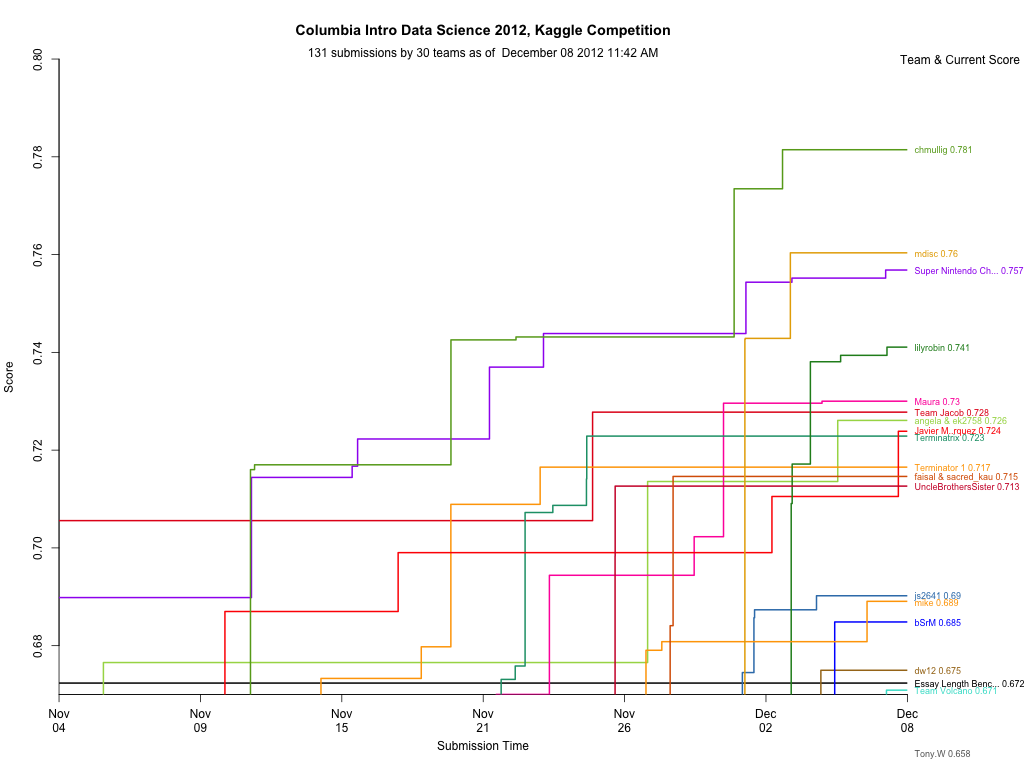 Columbia Intro Data Science 2012, Kaggle Competition
131 submissions by 30 teams as of  December 08 2012 11:42 AM
Team & Current Score
0.80
0.78
0.76
0.74
0.72
0.70
0.68
Score
chmullig 0.781
mdisc 0.76
Super Nintendo Ch... 0.757
lilyrobin 0.741
Maura 0.73
Team Jacob 0.728
angela & ek2758 0.726
Javier M..rquez 0.724
Terminatrix 0.723
Terminator 1 0.717
faisal & sacred_kau 0.715
UncleBrothersSister 0.713
js2641 0.69
mike 0.689
bSrM 0.685
dw12 0.675
Essay Length Benc... 0.672
Team Volcano 0.671
Nov 04
Nov 09
Nov 15
Nov 21
Nov 26
Dec 02
Dec 08
Submission Time
Tony.W 0.658